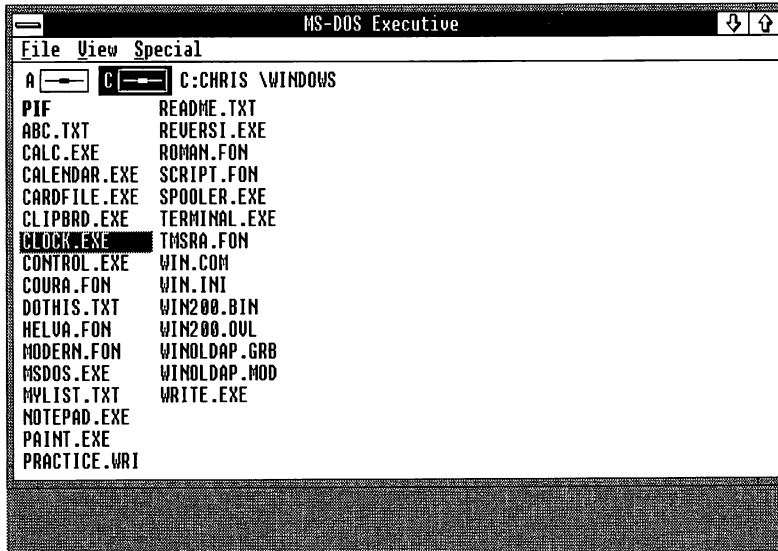 MS-DOS Executive
File View Special
A C C:CHRIS \WINDOWS
PIF
ABC.TXT
CALC.EXE
CALENDAR.EXE
CARDFILE.EXE
CLIPBRD.EXE
CLOCK.EXE
CONTROL.EXE
COURA.FON
DOTHIS.TXT
HELVA.FON
MODERN.FON
MSDOS.EXE
MYLIST.TXT
NOTEPAD.EXE
PAINT.EXE
PRACTICE.WRI
README.TXT
REVERSI.EXE
ROMAN.FON
SCRIPT.FON
SPOOLER.EXE
TERMINAL.EXE
TMSRA.FON
WIN.COM
WIN.INI
WIN200.BIN
WIN200.OVL
WINOLDAP.GRB
WINOLDAP.MOD
WRITE.EXE